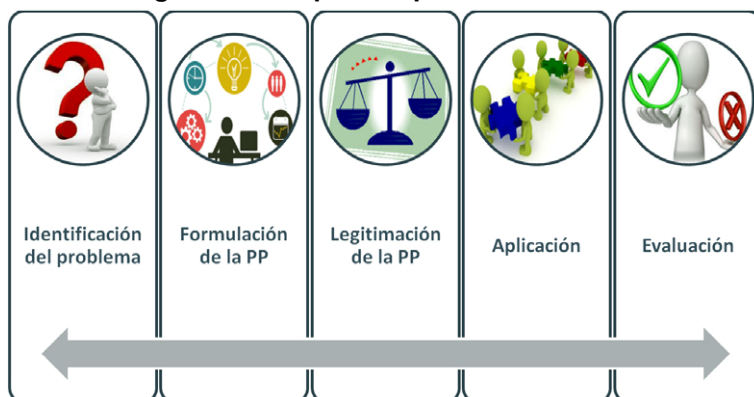 Identificación
del problema
Formulación
de la PP
Legitimación
de la PP
Aplicación
Evaluación